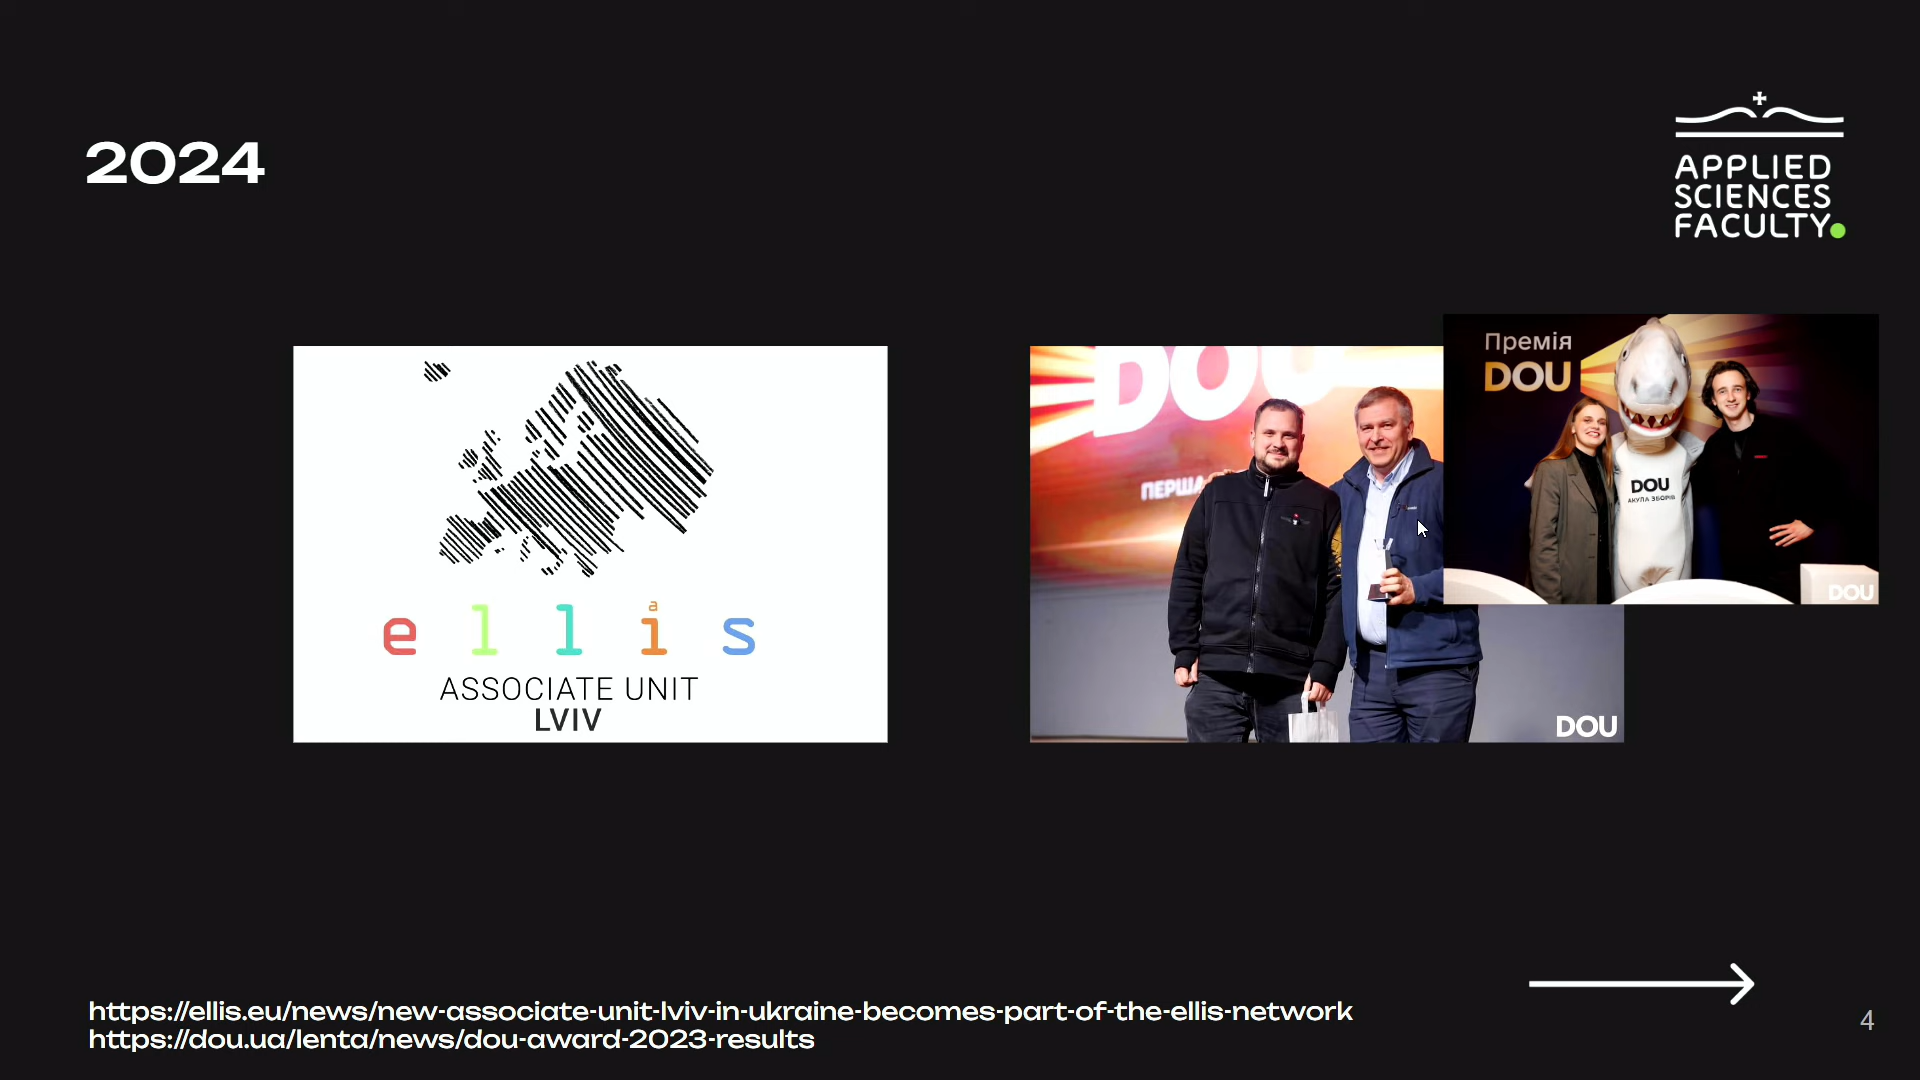 2024
APPLIED
SCIENCES
FACULTY
a
ellis
ASSOCIATE UNIT
LVIV
DOU
ПЕРША
DOU
Премія
DOU
DOU
АКУЛА ЗБОРІВ
DOU
https://ellis.eu/news/new-associate-unit-lviv-in-ukraine-becomes-part-of-the-ellis-network
https://dou.ua/lenta/news/dou-award-2023-results
4